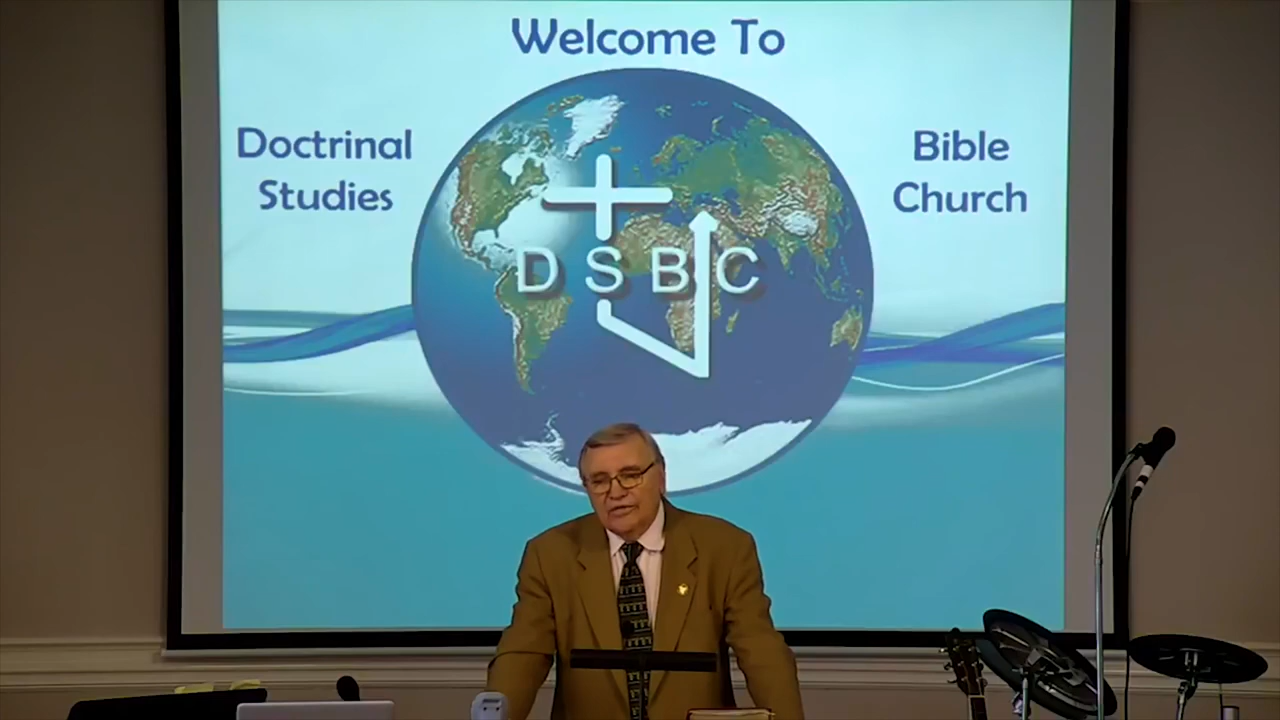 Welcome To
Doctrinal
Studies
Bible
Church
DSBC